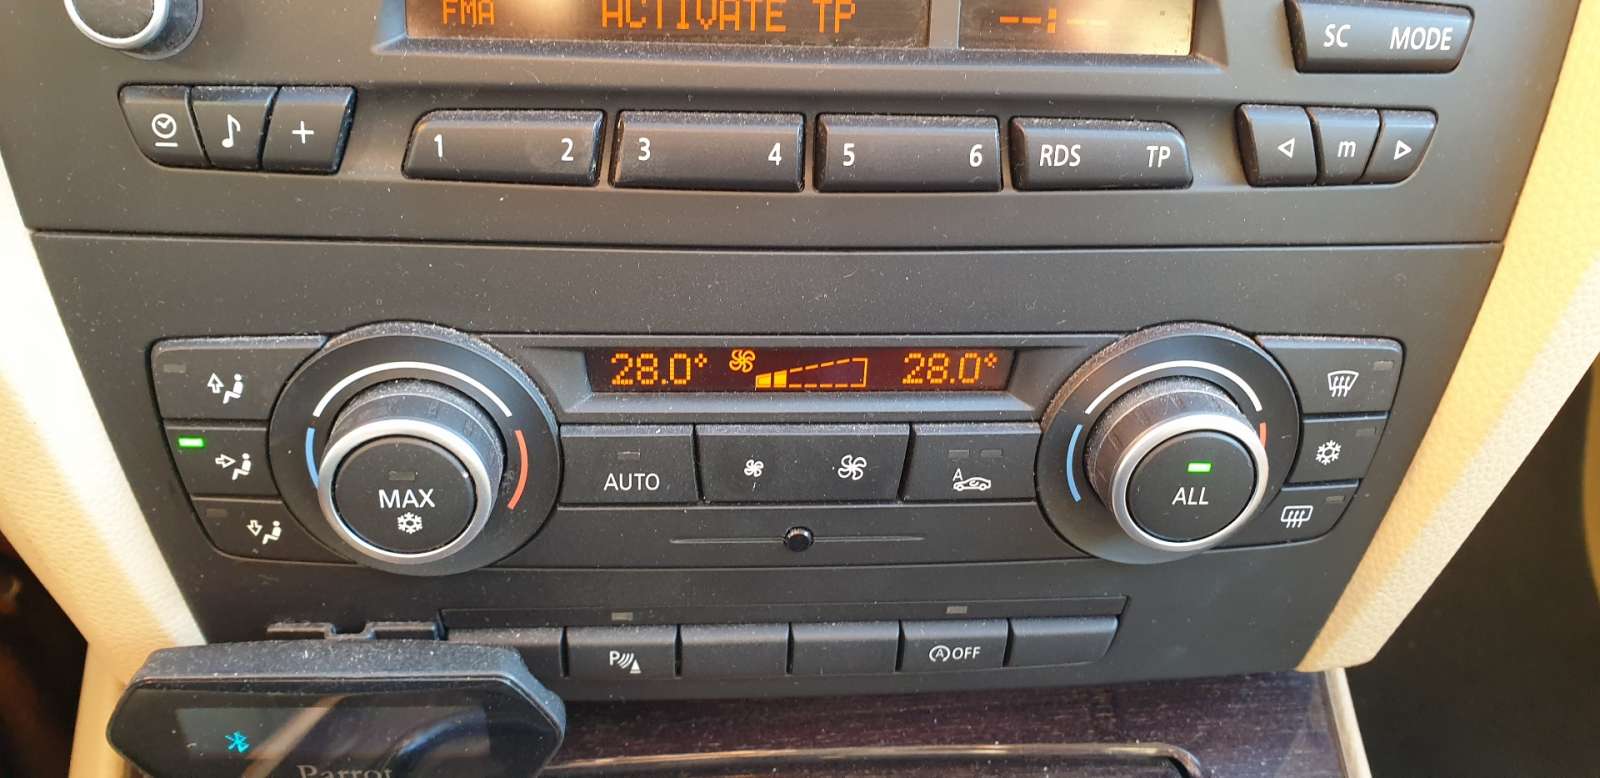 FMA ACTIVATE TP --:--
SC MODE
1 2 3 4 5 6 RDS TP m
28.0° 28.0°
MAX AUTO A ALL
P A OFF
Parrot